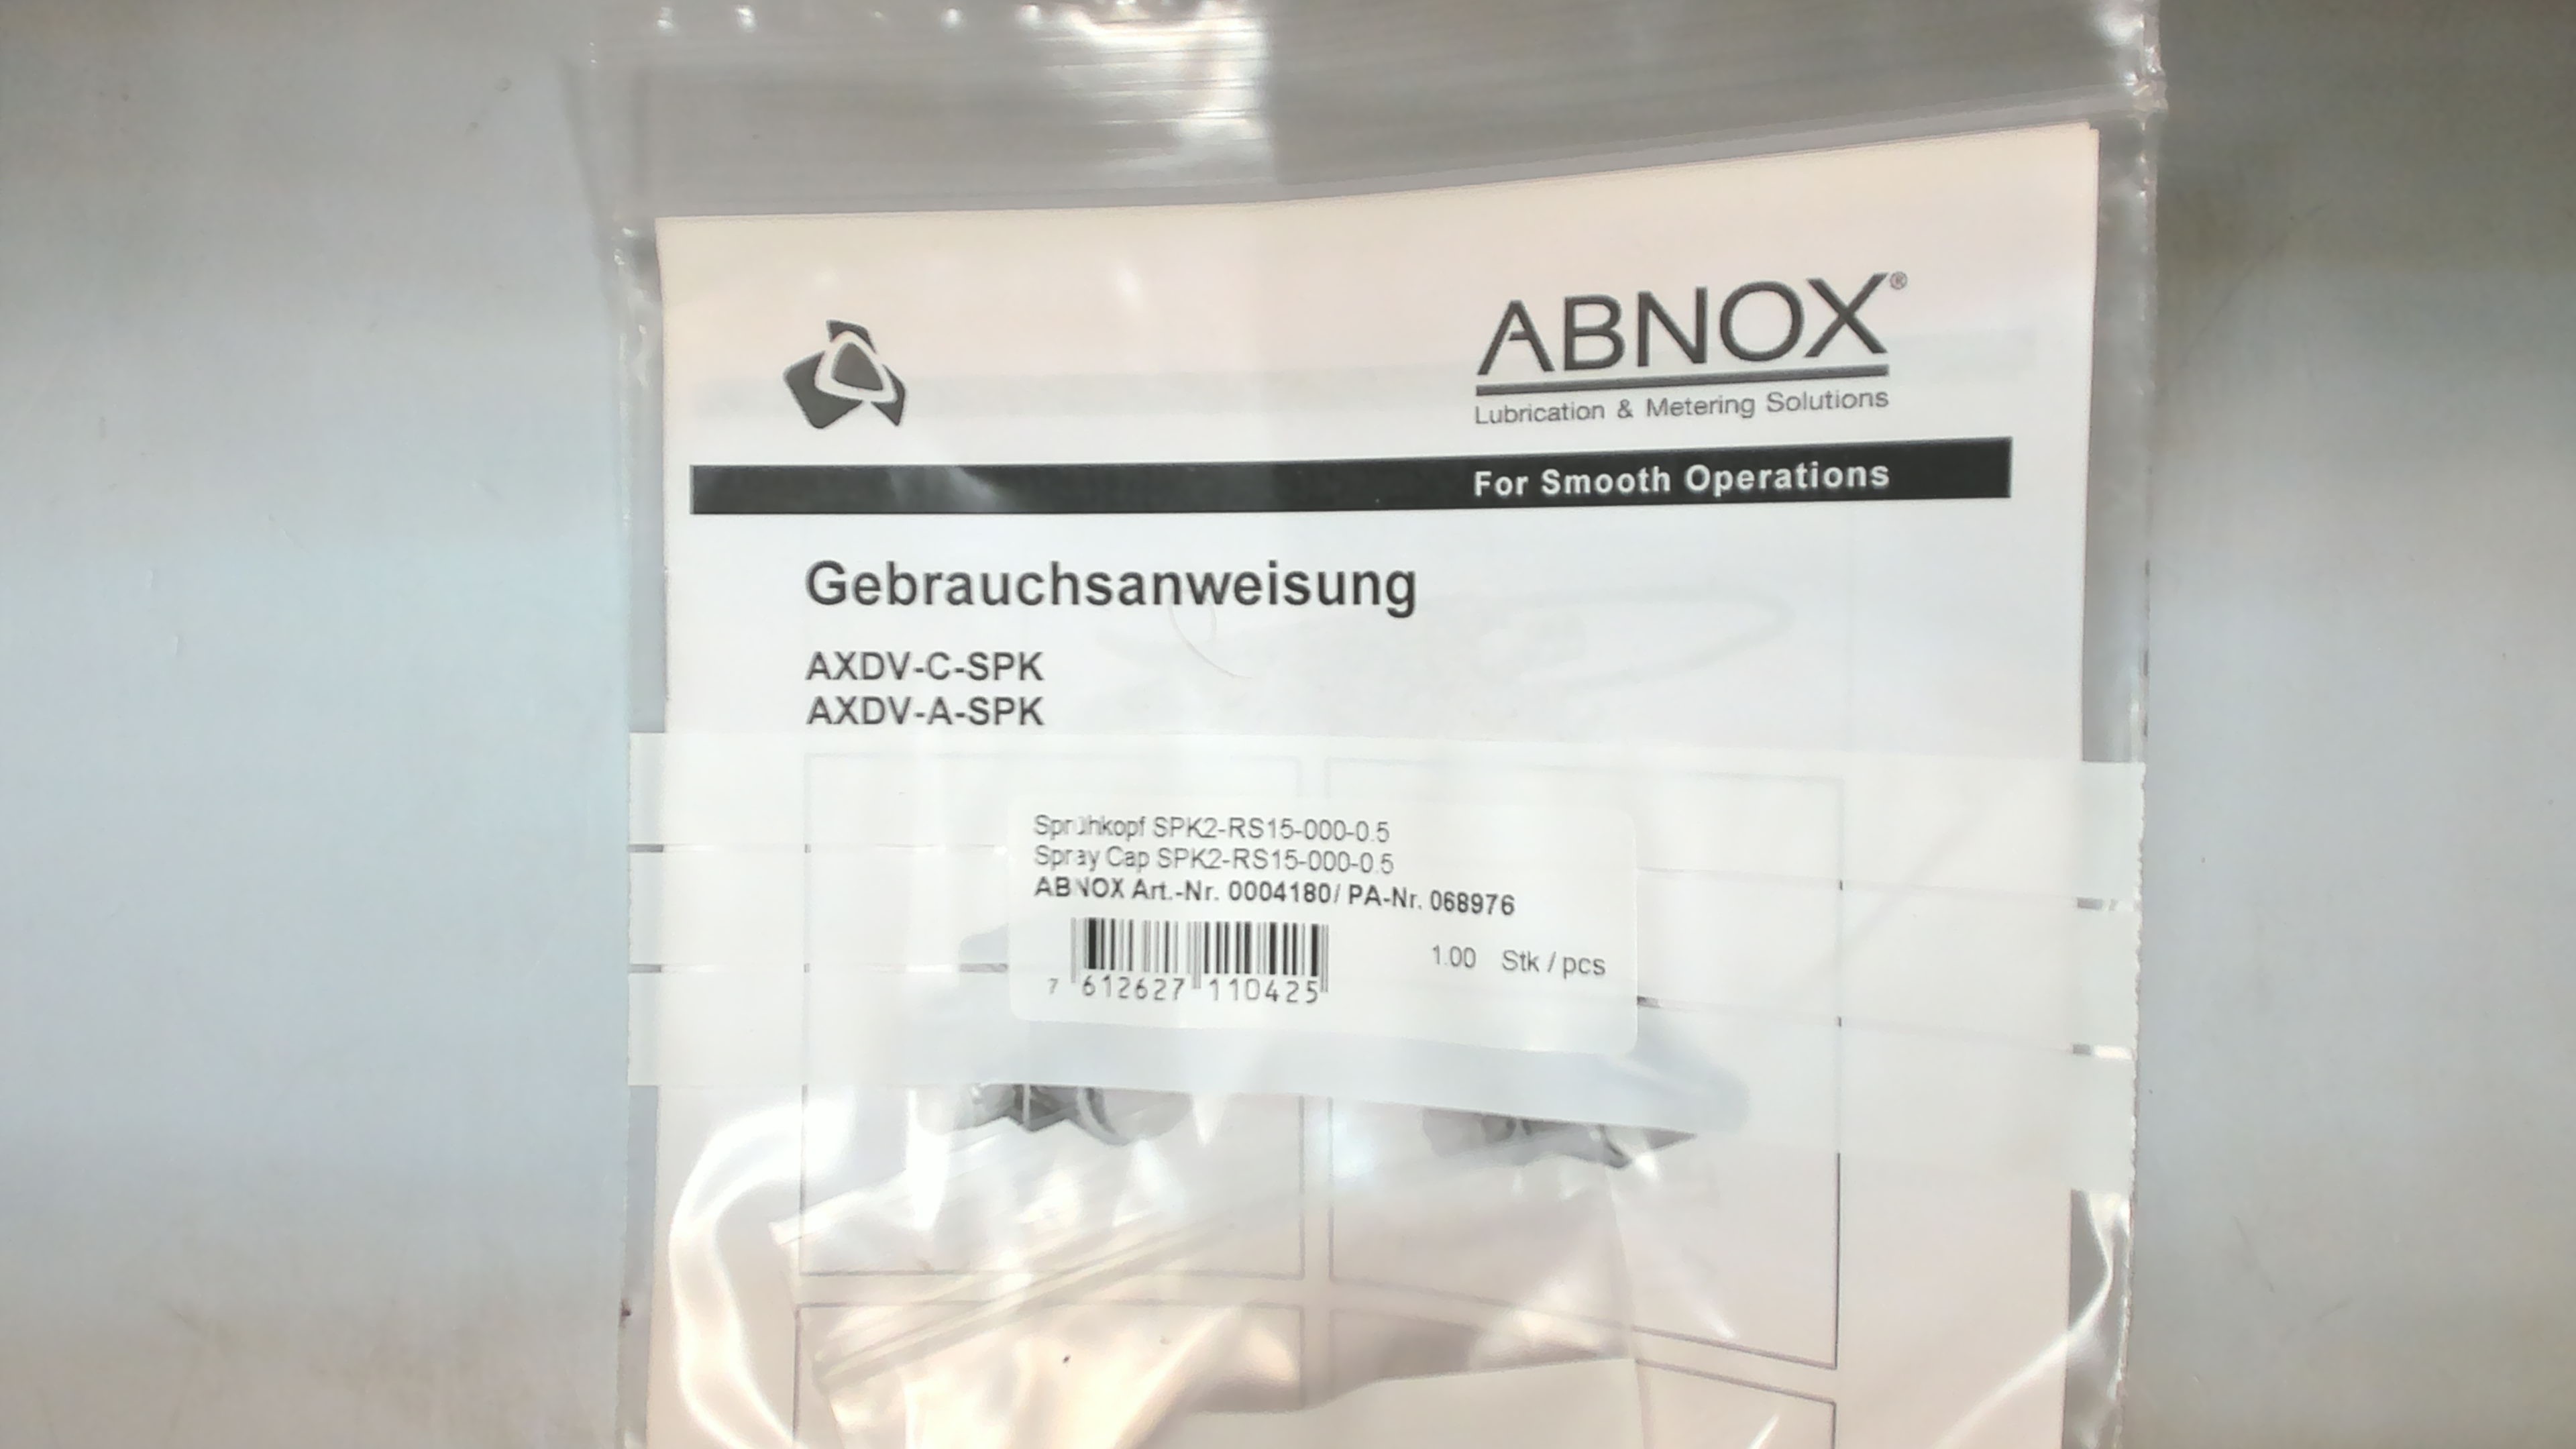 ABNOX®
Lubrication & Metering Solutions
For Smooth Operations
Gebrauchsanweisung
AXDV-C-SPK
AXDV-A-SPK
Sprühkopf SPK2-RS15-000-0.5
Spray Cap SPK2-RS15-000-0.5
ABNOX Art.-Nr. 0004180/ PA-Nr. 068976
1.00 Stk / pcs
7 612627 110425